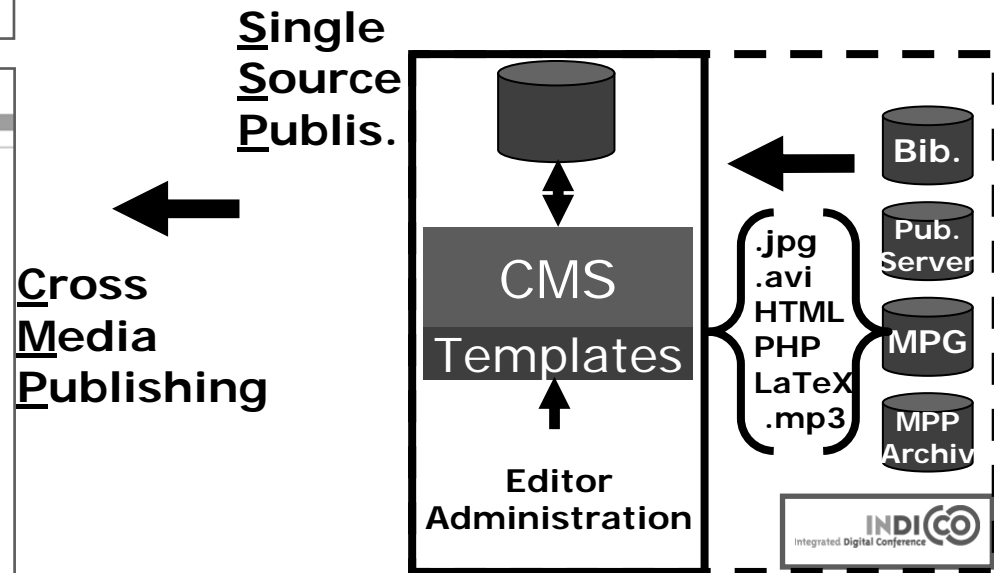 Single
Source
Publis.
Cross
Media
Publishing
CMS
Templates
Editor
Administration
.jpg
.avi
HTML
PHP
LaTeX
.mp3
Bib.
Pub.
Server
MPG
MPP
Archiv
INDICO
Integrated Digital Conference